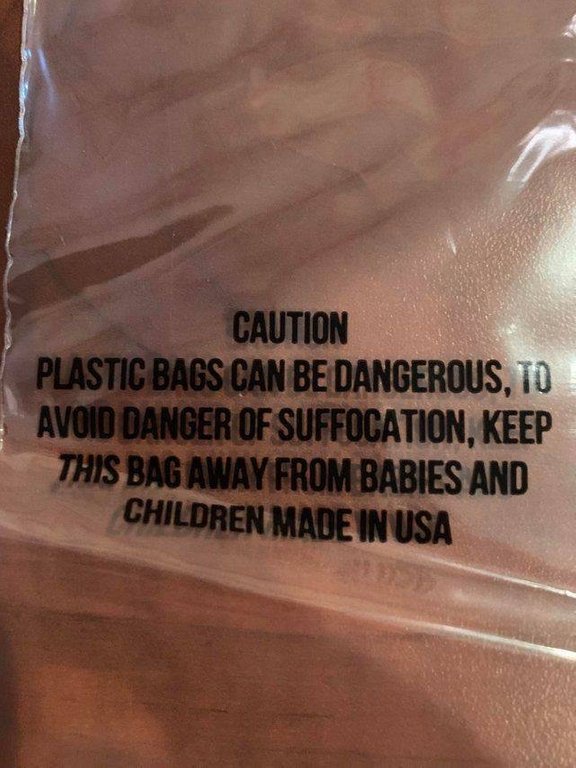 CAUTION
PLASTIC BAGS CAN BE DANGEROUS, TO
AVOID DANGER OF SUFFOCATION, KEEP
THIS BAG AWAY FROM BABIES AND
CHILDREN MADE IN USA